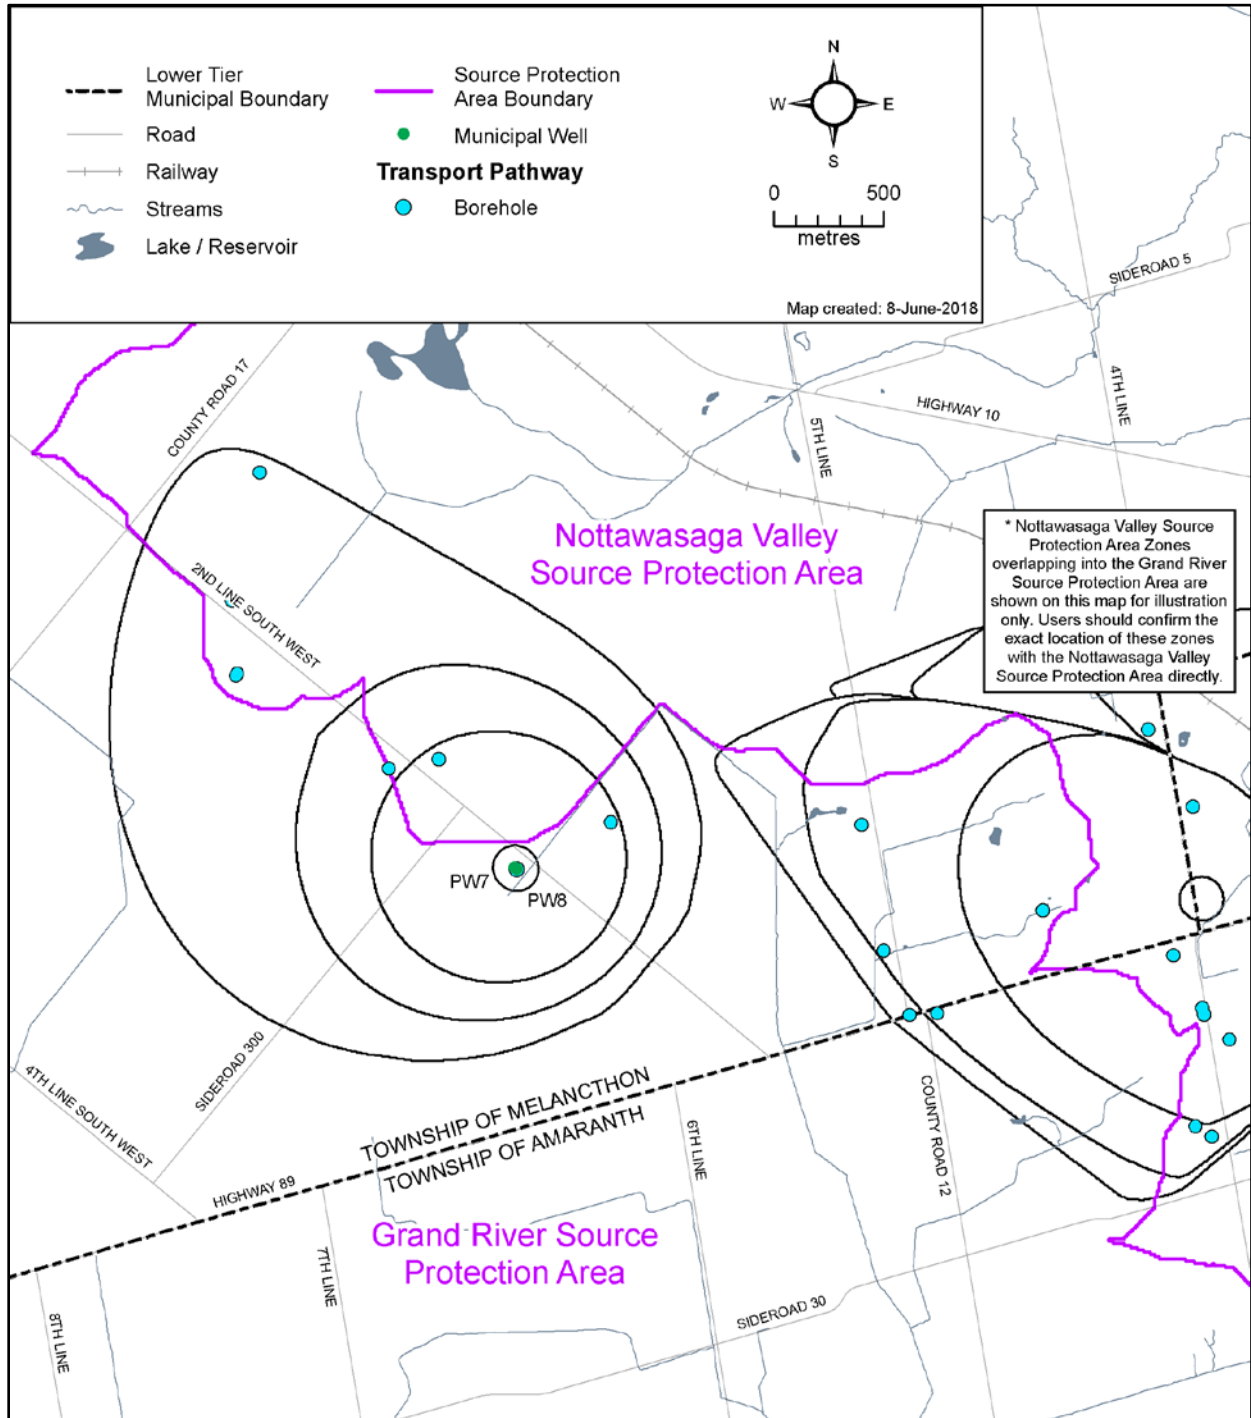 Lower Tier
Municipal Boundary
Road
Railway
Streams
Lake / Reservoir
Source Protection
Area Boundary
Municipal Well
Transport Pathway
Borehole
N
W
E
S
0
500
metres
Map created: 8-June-2018
SIDEROAD 5
4TH LINE
HIGHWAY 10
5TH LINE
COUNTY ROAD 17
2ND LINE SOUTH WEST
Nottawasaga Valley
Source Protection Area
* Nottawasaga Valley Source
Protection Area Zones
overlapping into the Grand River
Source Protection Area are
shown on this map for illustration
only. Users should confirm the
exact location of these zones
with the Nottawasaga Valley
Source Protection Area directly.
PW7
PW8
SIDEROAD 300
4TH LINE SOUTH WEST
TOWNSHIP OF MELANCTHON
TOWNSHIP OF AMARANTH
HIGHWAY 89
6TH LINE
COUNTY ROAD 12
Grand River Source
Protection Area
7TH LINE
8TH LINE
SIDEROAD 30